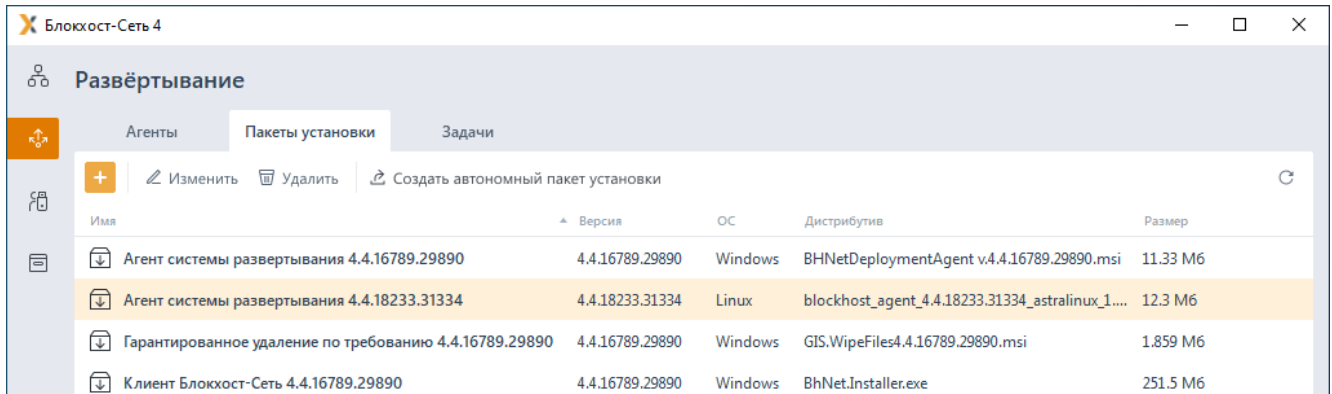 Блокхост-Сеть 4
Развёртывание
Агенты Пакеты установки Задачи
Изменить Удалить Создать автономный пакет установки
Имя Версия ОС Дистрибутив Размер
Агент системы развертывания 4.4.16789.29890 4.4.16789.29890 Windows BHNetDeploymentAgent v.4.4.16789.29890.msi 11.33 Мб
Агент системы развертывания 4.4.18233.31334 4.4.18233.31334 Linux blockhost_agent_4.4.18233.31334_astralinux_1.... 12.3 Мб
Гарантированное удаление по требованию 4.4.16789.29890 4.4.16789.29890 Windows GIS.WipeFiles4.4.16789.29890.msi 1.859 Мб
Клиент Блокхост-Сеть 4.4.16789.29890 4.4.16789.29890 Windows BhNet.Installer.exe 251.5 Мб